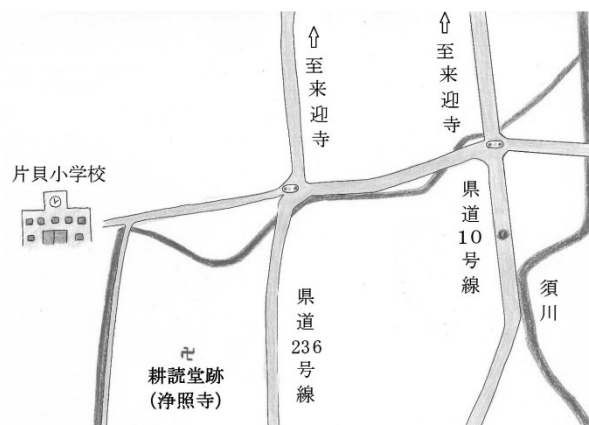 ⇧至来迎寺
⇧至来迎寺
片貝小学校
県道10号線
須川
県道236号線
卍
耕読堂跡
(浄照寺)